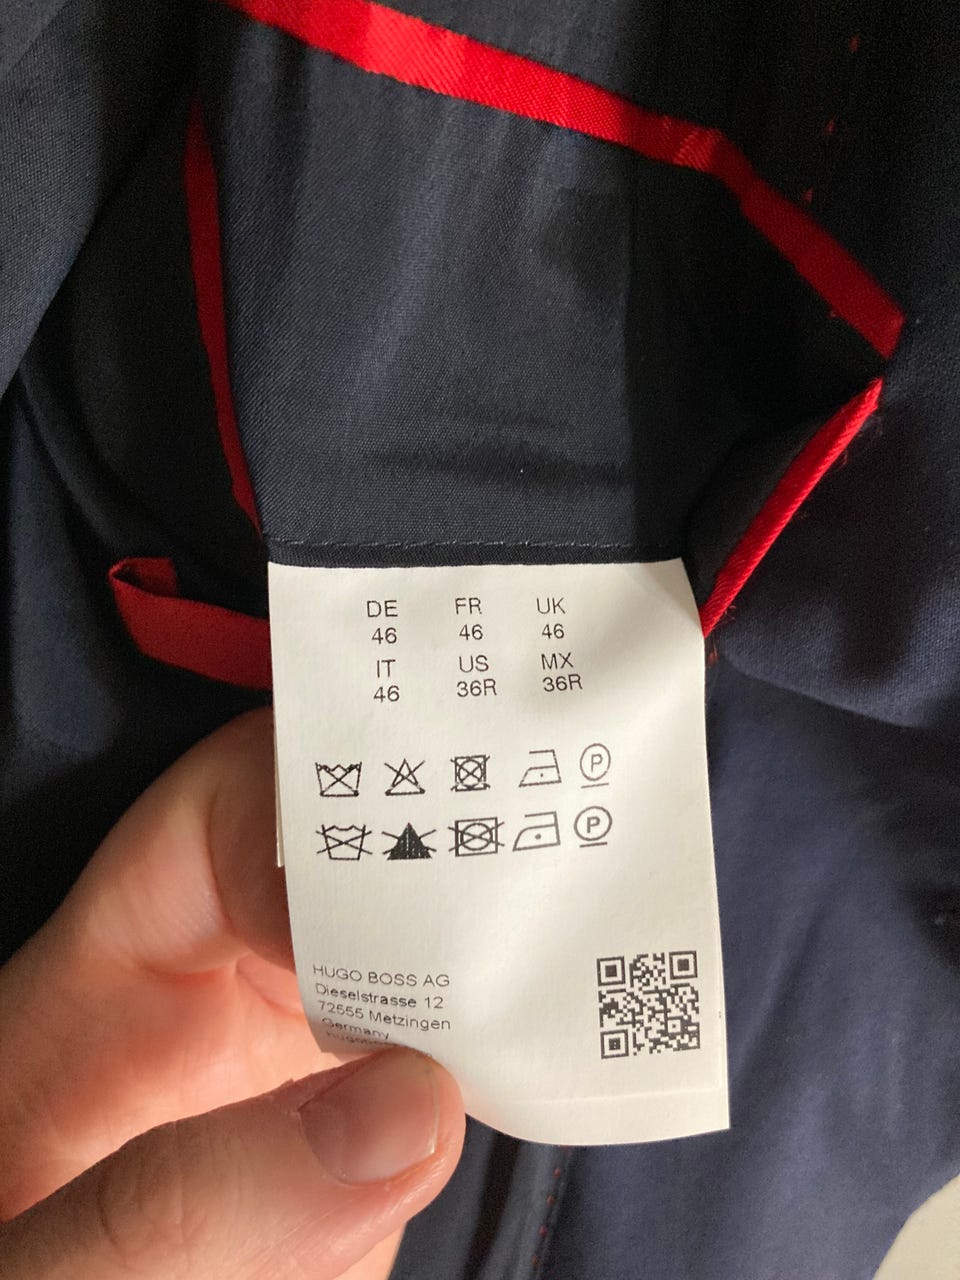 DE FR UK
46 46 46
IT US MX
46 36R 36R
P
P
HUGO BOSS AG
Dieselstrasse 12
72555 Metzingen
Germany